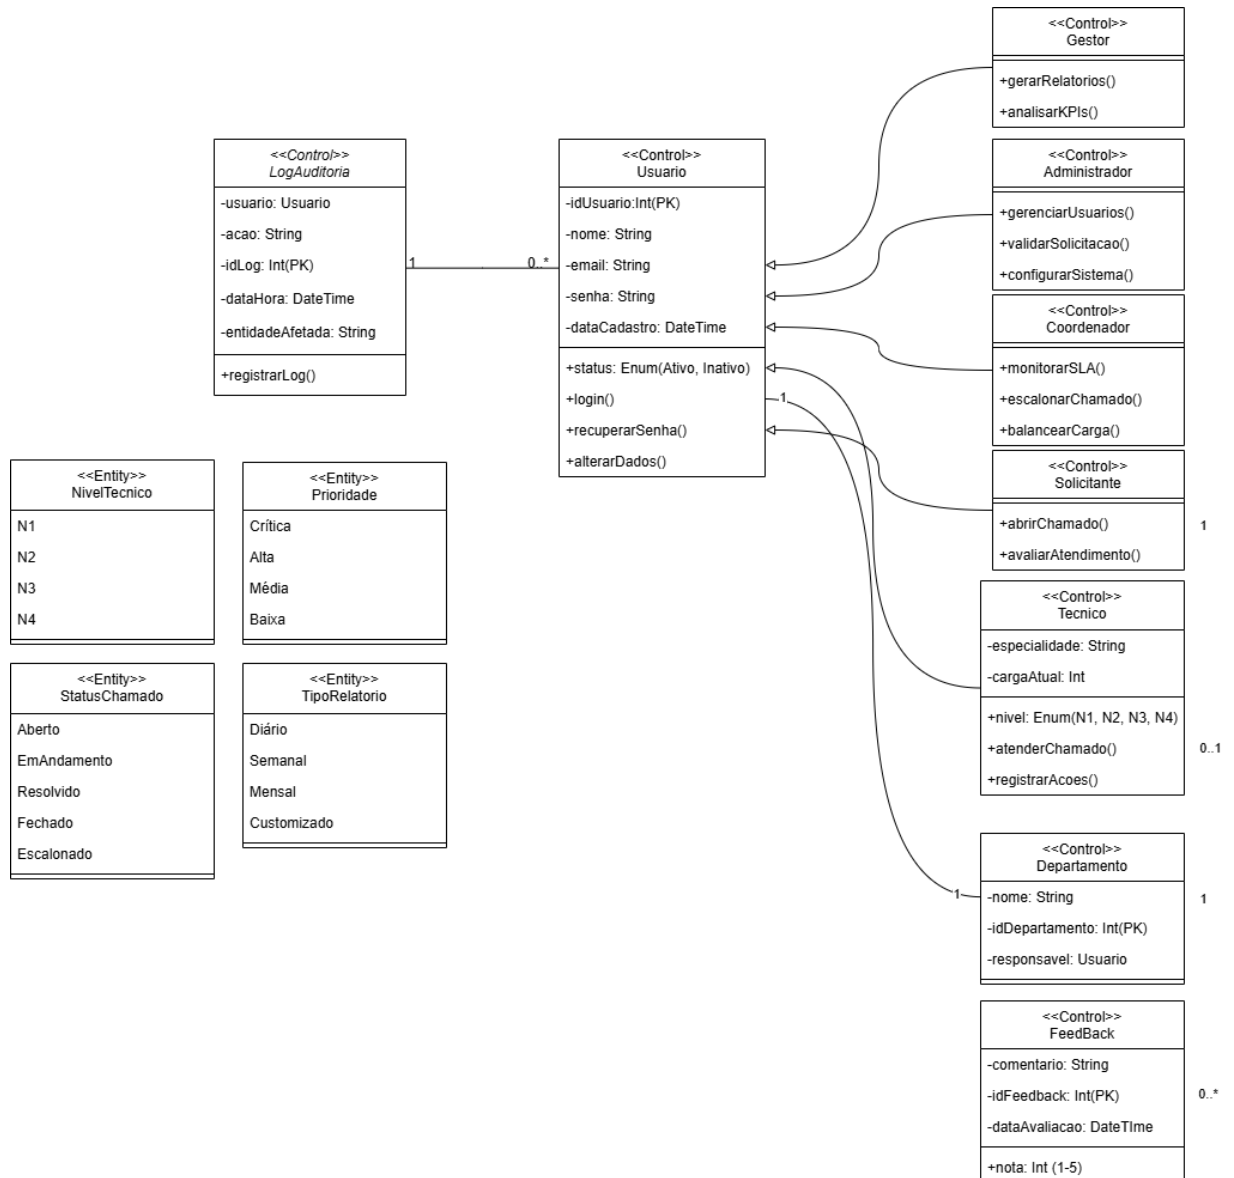 <<Control>>
Gestor
+gerarRelatorios()
+analisarKPIs()
<<Control>>
LogAuditoria
-usuario: Usuario
-acao: String
-idLog: Int(PK)
-dataHora: DateTime
-entidadeAfetada: String
+registrarLog()
1
0..*
<<Control>>
Usuario
-idUsuario:Int(PK)
-nome: String
-email: String
-senha: String
-dataCadastro: DateTime
+status: Enum(Ativo, Inativo)
+login()
+recuperarSenha()
+alterarDados()
1
<<Control>>
Administrador
+gerenciarUsuarios()
+validarSolicitacao()
+configurarSistema()
<<Control>>
Coordenador
+monitorarSLA()
+escalonarChamado()
+balancearCarga()
<<Control>>
Solicitante
+abrirChamado()
+avaliarAtendimento()
1
<<Entity>>
NivelTecnico
N1
N2
N3
N4
<<Entity>>
Prioridade
Crítica
Alta
Média
Baixa
<<Entity>>
StatusChamado
Aberto
EmAndamento
Resolvido
Fechado
Escalonado
<<Entity>>
TipoRelatorio
Diário
Semanal
Mensal
Customizado
<<Control>>
Tecnico
-especialidade: String
-cargaAtual: Int
+nivel: Enum(N1, N2, N3, N4)
+atenderChamado()
+registrarAcoes()
0..1
<<Control>>
Departamento
-nome: String
-idDepartamento: Int(PK)
-responsavel: Usuario
1
1
<<Control>>
FeedBack
-comentario: String
-idFeedback: Int(PK)
-dataAvaliacao: DateTIme
+nota: Int (1-5)
0..*